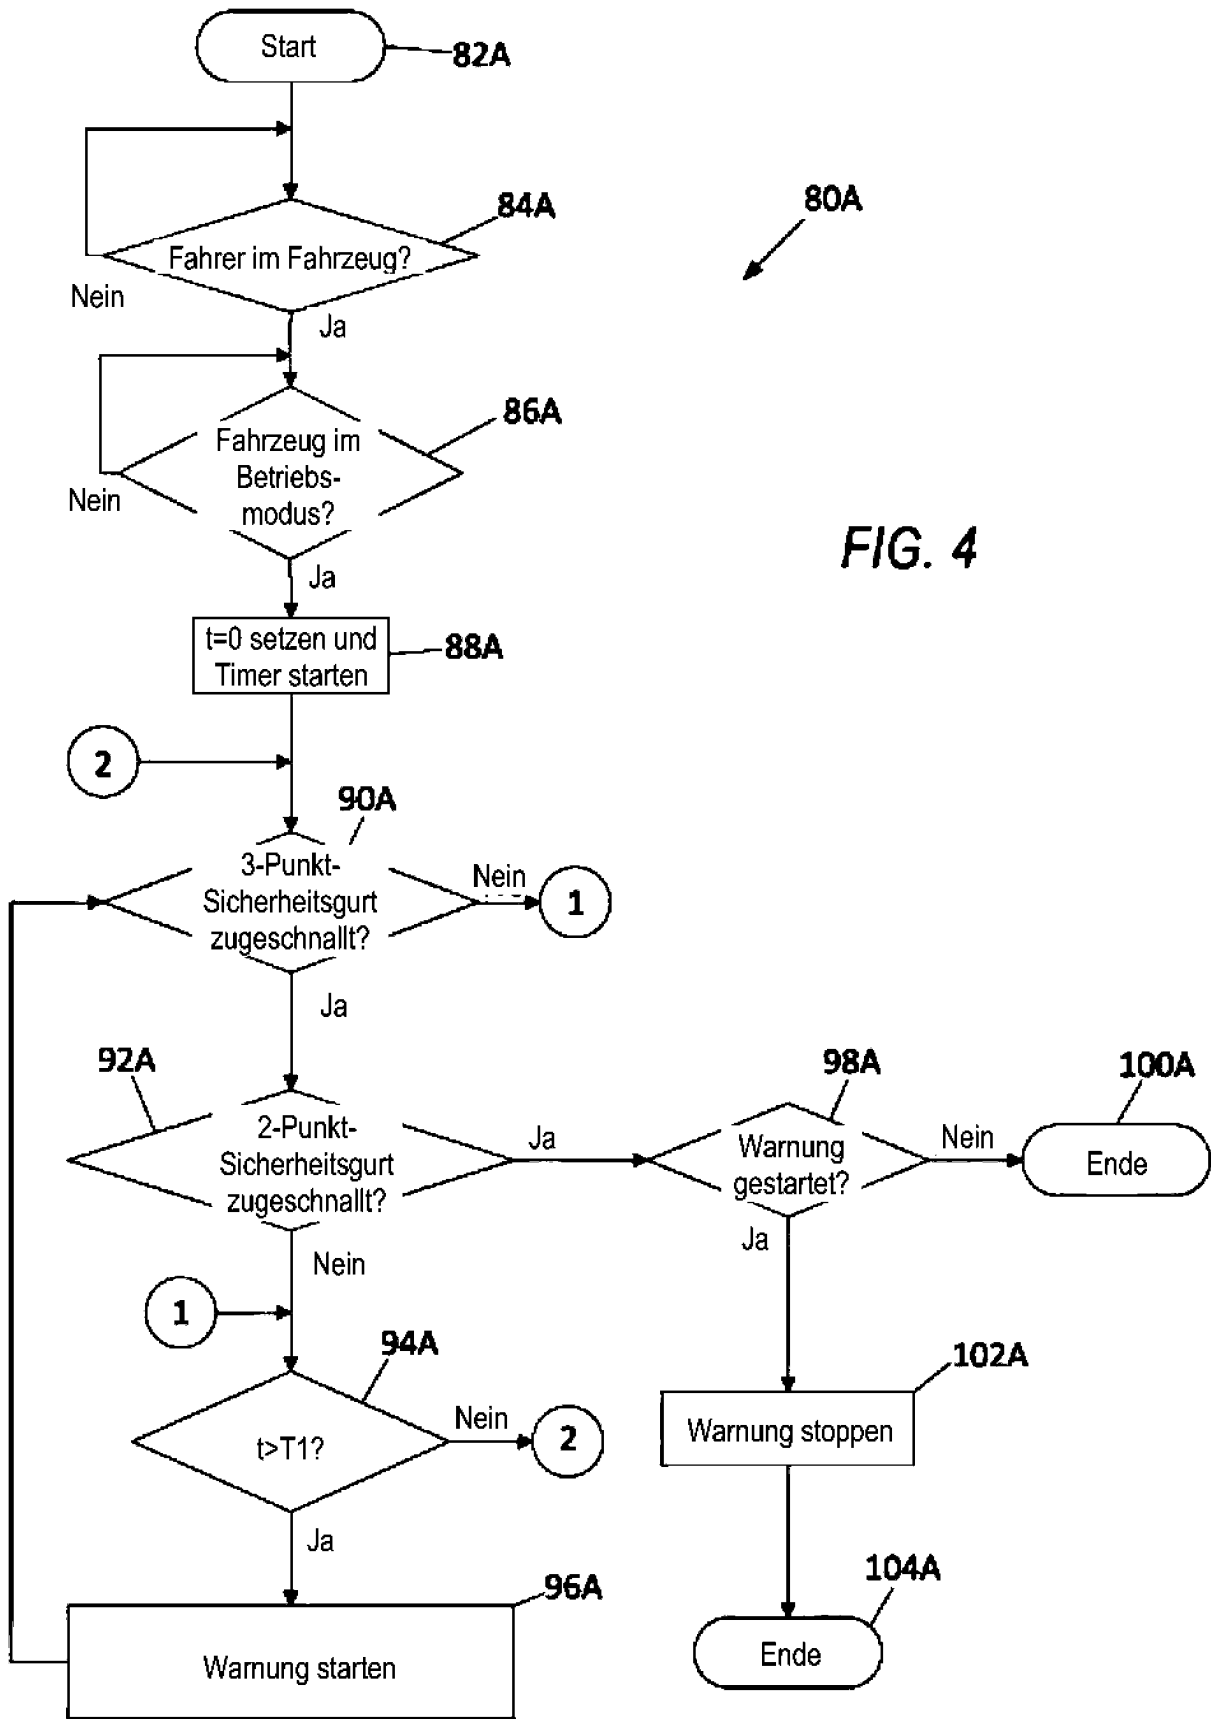 Start
82A
80A
84A
Fahrer im Fahrzeug?
Nein
Ja
86A
Fahrzeug im
Betriebs-
modus?
Nein
Ja
FIG. 4
t=0 setzen und
Timer starten
88A
2
90A
3-Punkt-
Sicherheitsgurt
zugeschnallt?
Nein
1
Ja
92A
2-Punkt-
Sicherheitsgurt
zugeschnallt?
Ja
98A
Warnung
gestartet?
Nein
100A
Ende
Nein
Ja
1
94A
t>T1?
Nein
2
102A
Warnung stoppen
Ja
96A
Warnung starten
104A
Ende